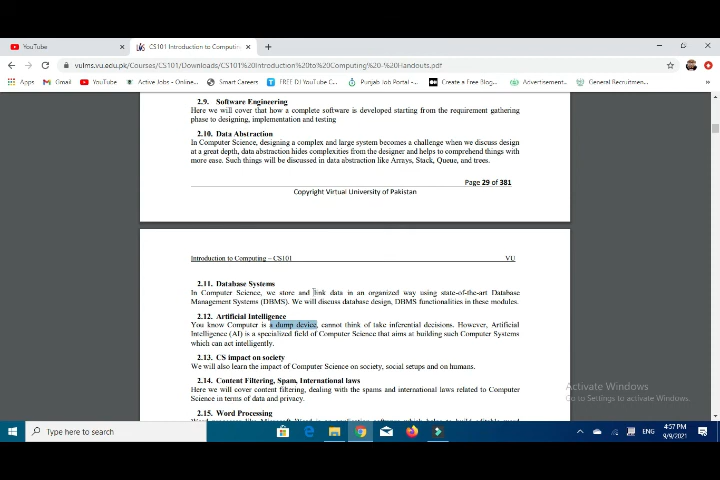 YouTube
CS101 Introduction to Computin
vulms.vu.edu.pk/Courses/CS101/Downloads/CS101%20Introduction%20to%20Computing%20-%20Handouts.pdf
Apps Gmail YouTube Active Jobs - Online... Smart Careers FREE DJ YouTube C... Punjab Job Portal -... Create a Free Blog... Advertisement... General Recruitmen... »
2.9. Software Engineering
Here we will cover that how a complete software is developed starting from the requirement gathering
phase to designing, implementation and testing
2.10. Data Abstraction
In Computer Science, designing a complex and large system becomes a challenge when we discuss design
at a great depth, data abstraction hides complexities from the designer and helps to comprehend things with
more ease. Such things will be discussed in data abstraction like Arrays, Stack, Queue, and trees.
Page 29 of 381
Copyright Virtual University of Pakistan
Introduction to Computing – CS101 VU
2.11. Database Systems
In Computer Science, we store and link data in an organized way using state-of-the-art Database
Management Systems (DBMS). We will discuss database design, DBMS functionalities in these modules.
2.12. Artificial Intelligence
You know Computer is a dump device, cannot think of take inferential decisions. However, Artificial
Intelligence (AI) is a specialized field of Computer Science that aims at building such Computer Systems
which can act intelligently.
2.13. CS impact on society
We will also learn the impact of Computer Science on society, social setups and on humans.
2.14. Content Filtering, Spam, International laws
Here we will cover content filtering, dealing with the spams and international laws related to Computer
Science in terms of data and privacy.
2.15. Word Processing
Activate Windows
Go to Settings to activate Windows.
Type here to search
ENG
4:57 PM
9/9/2021